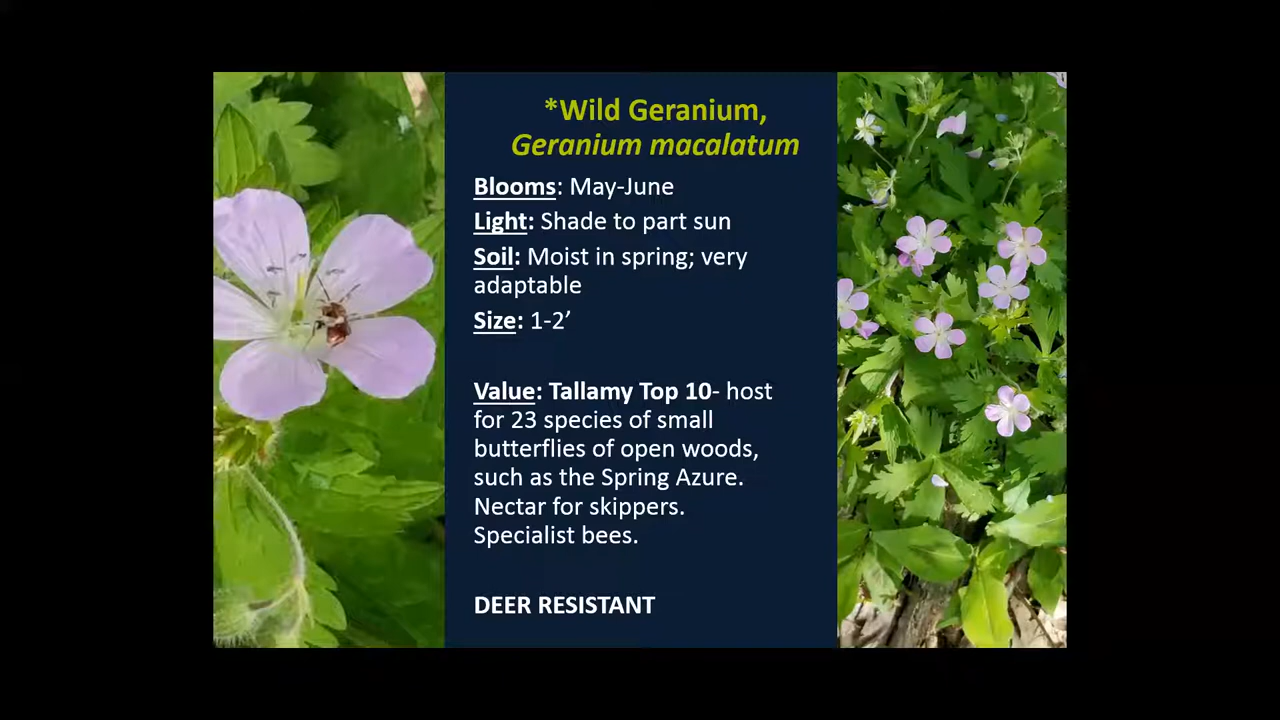 *Wild Geranium,
Geranium macalatum
Blooms: May-June
Light: Shade to part sun
Soil: Moist in spring; very
adaptable
Size: 1-2’
Value: Tallamy Top 10- host
for 23 species of small
butterflies of open woods,
such as the Spring Azure.
Nectar for skippers.
Specialist bees.
DEER RESISTANT